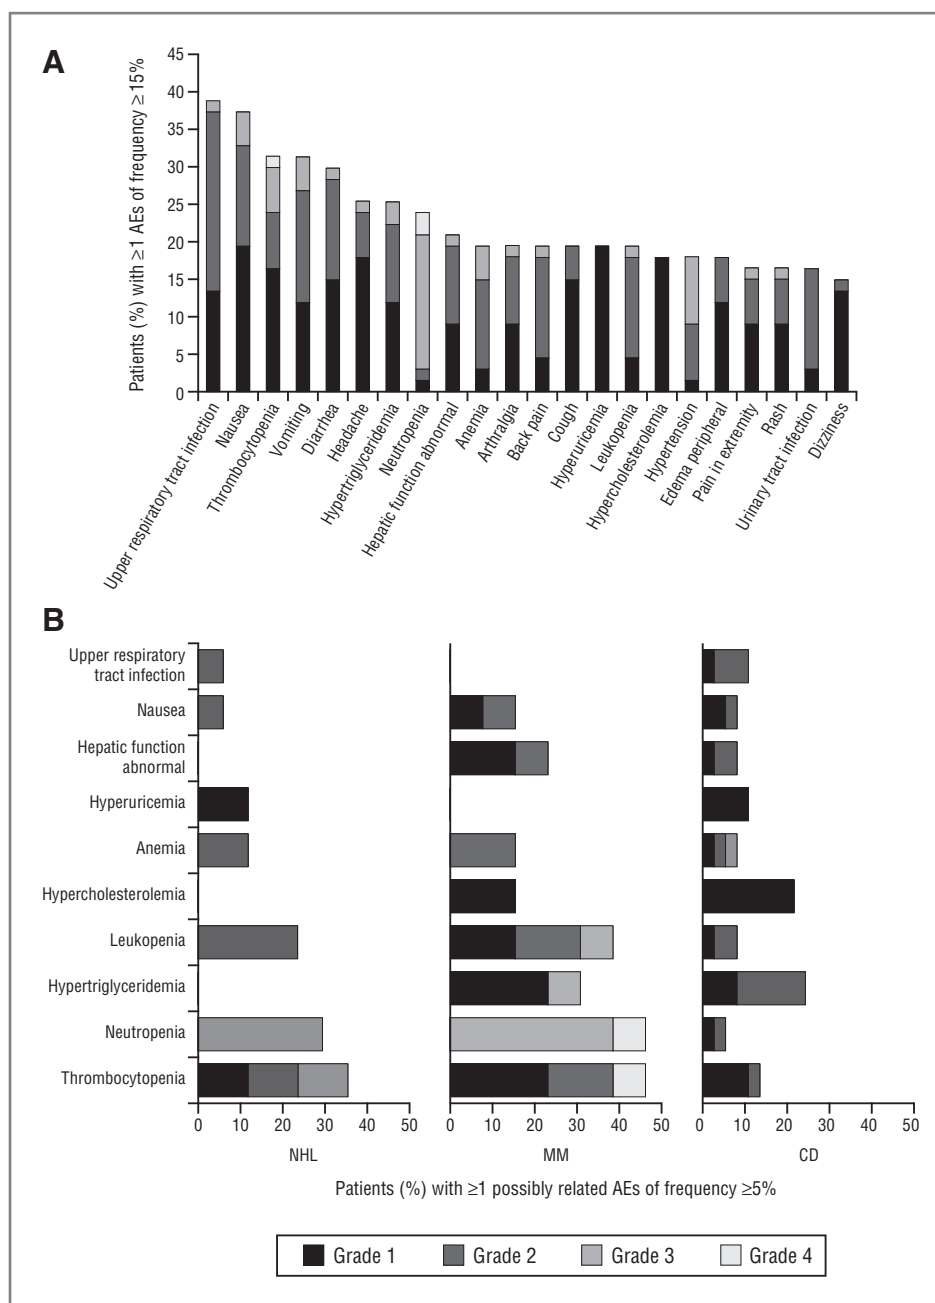 A
Patients (%) with ≥1 AEs of frequency ≥15%
45
40
35
30
25
20
15
10
5
0
Upper respiratory tract infection
Nausea
Thrombocytopenia
Vomiting
Diarrhea
Headache
Hypertriglyceridemia
Neutropenia
Hepatic function abnormal
Anemia
Arthralgia
Back pain
Cough
Hyperuricemia
Leukopenia
Hypercholesterolemia
Hypertension
Edema peripheral
Pain in extremity
Rash
Urinary tract infection
Dizziness
B
Upper respiratory
tract infection
Nausea
Hepatic function
abnormal
Hyperuricemia
Anemia
Hypercholesterolemia
Leukopenia
Hypertriglyceridemia
Neutropenia
Thrombocytopenia
0 10 20 30 40 50
0 10 20 30 40 50
0 10 20 30 40 50
NHL
MM
CD
Patients (%) with ≥1 possibly related AEs of frequency ≥5%
Grade 1 Grade 2 Grade 3 Grade 4